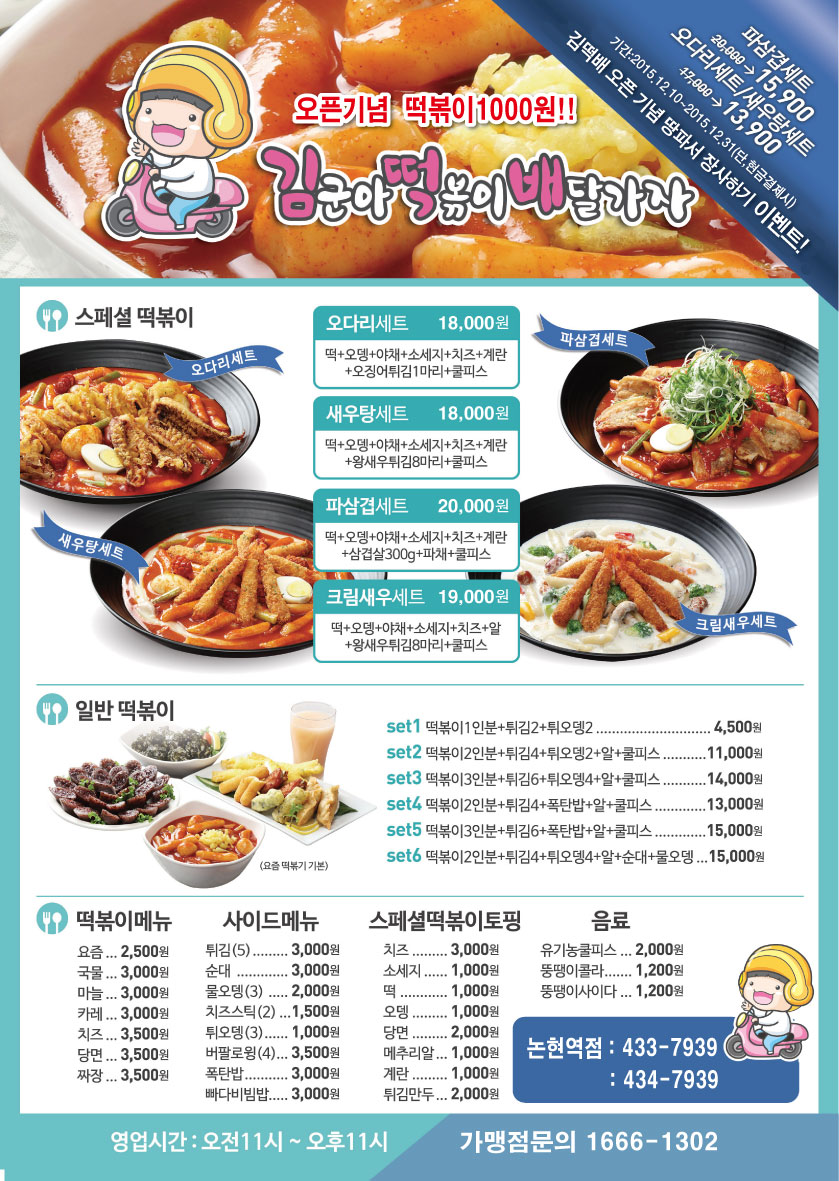 파삼겹세트
20,000 → 15,900
오다리세트/새우탕세트
17,000 → 13,900
기간:2015.12.10~2015.12.31(단,현금결제시)
김떡배 오픈 기념 땅파서 장사하기 이벤트!
오픈기념 떡볶이1000원!!
김군아떡볶이배달가자
스페셜 떡볶이
오다리세트
오다리세트 18,000원
떡+오뎅+야채+소세지+치즈+계란
+오징어튀김1마리+쿨피스
파삼겹세트
새우탕세트 18,000원
떡+오뎅+야채+소세지+치즈+계란
+왕새우튀김8마리+쿨피스
새우탕세트
파삼겹세트 20,000원
떡+오뎅+야채+소세지+치즈+계란
+삼겹살300g+파채+쿨피스
크림새우세트 19,000원
떡+오뎅+야채+소세지+치즈+알
+왕새우튀김8마리+쿨피스
크림새우세트
일반 떡볶이
(요즘 떡볶기 기본)
set1 떡볶이1인분+튀김2+튀오뎅2 ............................ 4,500원
set2 떡볶이2인분+튀김4+튀오뎅2+알+쿨피스 ...........11,000원
set3 떡볶이3인분+튀김6+튀오뎅4+알+쿨피스 ...........14,000원
set4 떡볶이2인분+튀김4+폭탄밥+알+쿨피스.............13,000원
set5 떡볶이3인분+튀김6+폭탄밥+알+쿨피스.............15,000원
set6 떡볶이2인분+튀김4+튀오뎅4+알+순대+물오뎅 ...15,000원
떡볶이메뉴
요즘 ... 2,500원
국물 ... 3,000원
마늘 ... 3,000원
카레 ... 3,000원
치즈 ... 3,500원
당면 ... 3,500원
짜장 ... 3,500원
사이드메뉴
튀김(5) ......... 3,000원
순대 ............. 3,000원
물오뎅(3) ..... 2,000원
치즈스틱(2) ...1,500원
튀오뎅(3)...... 1,000원
버팔로윙(4)... 3,500원
폭탄밥........... 3,000원
빠다비빔밥..... 3,000원
스페셜떡볶이토핑
치즈 ......... 3,000원
소세지 ...... 1,000원
떡 ............ 1,000원
오뎅 ......... 1,000원
당면 ......... 2,000원
메추리알... 1,000원
계란 ......... 1,000원
튀김만두... 2,000원
음료
유기농쿨피스 ... 2,000원
뚱땡이콜라....... 1,200원
뚱땡이사이다 ... 1,200원
논현역점 : 433-7939
: 434-7939
영업시간 : 오전11시 ~ 오후11시
가맹점문의 1666-1302